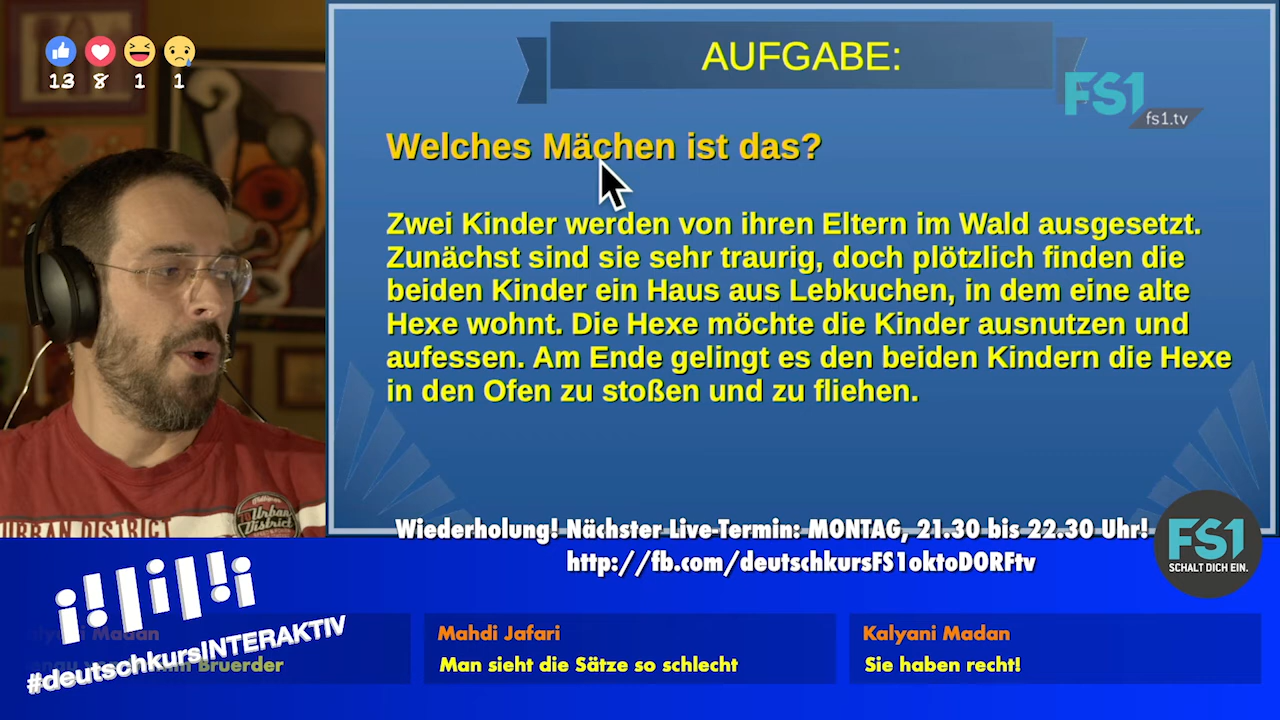 13 8 1 1
AUFGABE:
FS1
fs1.tv
Welches Mächen ist das?
Zwei Kinder werden von ihren Eltern im Wald ausgesetzt.
Zunächst sind sie sehr traurig, doch plötzlich finden die
beiden Kinder ein Haus aus Lebkuchen, in dem eine alte
Hexe wohnt. Die Hexe möchte die Kinder ausnutzen und
aufessen. Am Ende gelingt es den beiden Kindern die Hexe
in den Ofen zu stoßen und zu fliehen.
URBAN DISTRICT
Urban
District
Wiederholung! Nächster Live-Termin: MONTAG, 21.30 bis 22.30 Uhr!
http://fb.com/deutschkursFS1oktoDORFtv
FS1
SCHALT DICH EIN.
#deutschkursINTERAKTIV
Madan
Bruerder
Mahdi Jafari
Man sieht die Sätze so schlecht
Kalyani Madan
Sie haben recht!